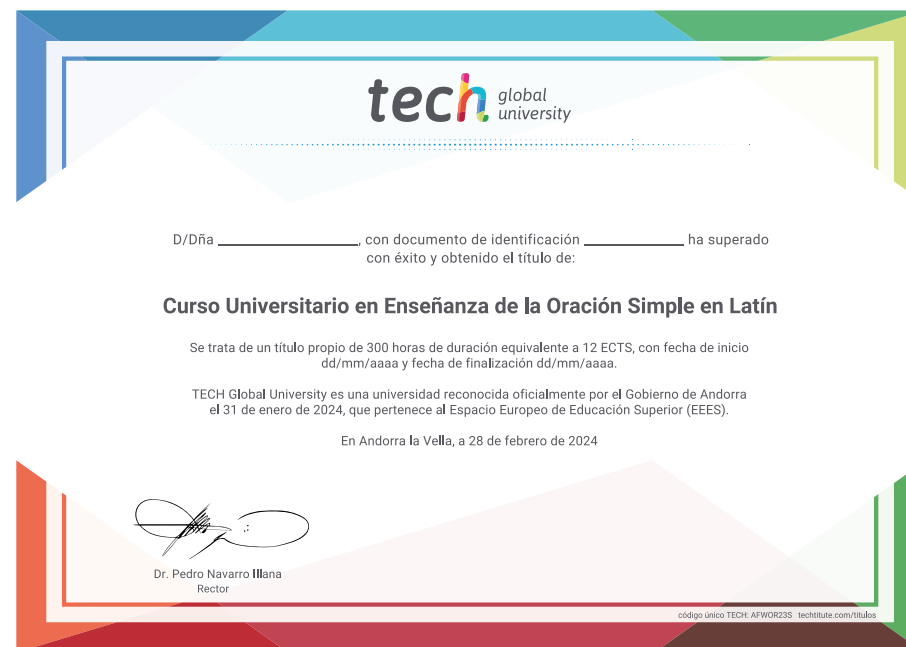 tech global university
D/Dña ____________________, con documento de identificación ______________ ha superado
con éxito y obtenido el título de:
Curso Universitario en Enseñanza de la Oración Simple en Latín
Se trata de un título propio de 300 horas de duración equivalente a 12 ECTS, con fecha de inicio
dd/mm/aaaa y fecha de finalización dd/mm/aaaa.
TECH Global University es una universidad reconocida oficialmente por el Gobierno de Andorra
el 31 de enero de 2024, que pertenece al Espacio Europeo de Educación Superior (EEES).
En Andorra la Vella, a 28 de febrero de 2024
Dr. Pedro Navarro Illana
Rector
código único TECH: AFWOR23S techtitute.com/titulos